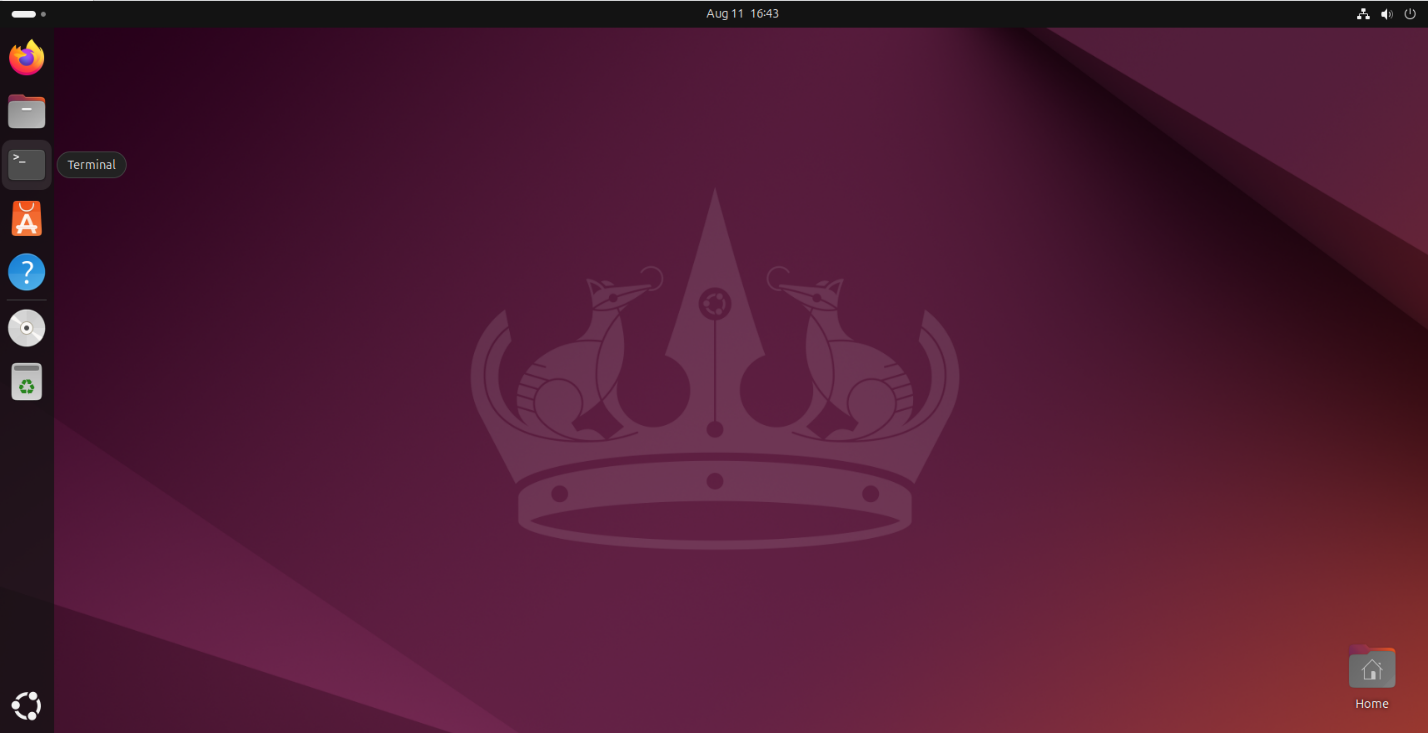 Aug 11 16:43
>_
Terminal
A
?
Home